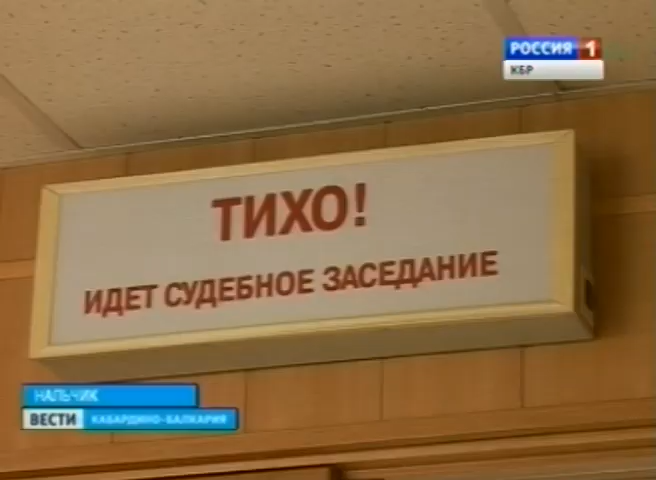 РОССИЯ 1
КБР
ТИХО!
ИДЕТ СУДЕБНОЕ ЗАСЕДАНИЕ
НАЛЬЧИК
ВЕСТИ КАБАРДИНО-БАЛКАРИЯ